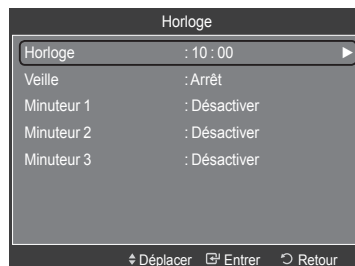 Horloge
Horloge : 10 : 00
Veille : Arrêt
Minuteur 1 : Désactiver
Minuteur 2 : Désactiver
Minuteur 3 : Désactiver
Déplacer Entrer Retour